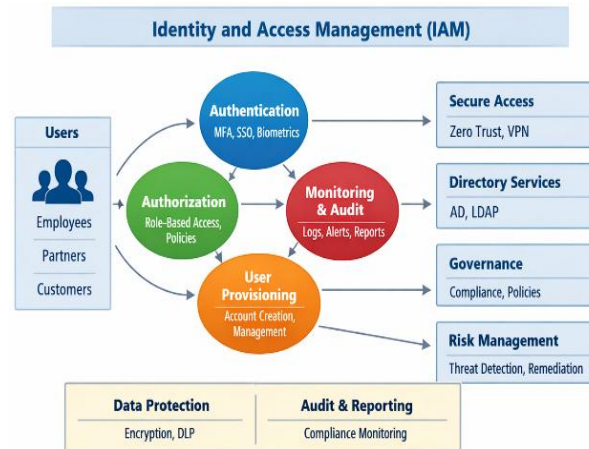 Identity and Access Management (IAM)
Users
Employees
Partners
Customers
Authentication
MFA, SSO, Biometrics
Authorization
Role-Based Access,
Policies
Monitoring
& Audit
Logs, Alerts, Reports
User
Provisioning
Account Creation,
Management
Secure Access
Zero Trust, VPN
Directory Services
AD, LDAP
Governance
Compliance, Policies
Risk Management
Threat Detection, Remediation
Data Protection
Encryption, DLP
Audit & Reporting
Compliance Monitoring